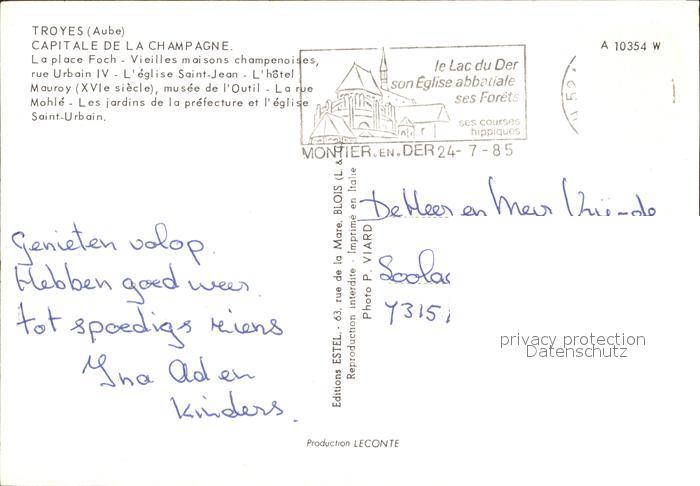 TROYES (Aube)
CAPITALE DE LA CHAMPAGNE.
La place Foch - Vieilles maisons champenoises,
rue Urbain IV - L'église Saint-Jean - L'hôtel
Mauroy (XVIe siècle), musée de l'Outil - La rue
Mohlé - Les jardins de la préfecture et l'église
Saint-Urbain.
le Lac du Der
son Église abbatiale
ses Forêts
ses courses
hippiques
MONTIER.EN.DER 24-7-85
A 10354 W
Genieten volop.
Hebben goed weer.
tot spoedigs ziens
Ina Ad en
kinders.
Editions ESTEL. - 63, rue de la Mare, BLOIS (L. &
Reproduction interdite - Imprimé en Italie
Photo P. VIARD
De Heer en Mevr
7315
privacy protection
Datenschutz
Production LECONTE